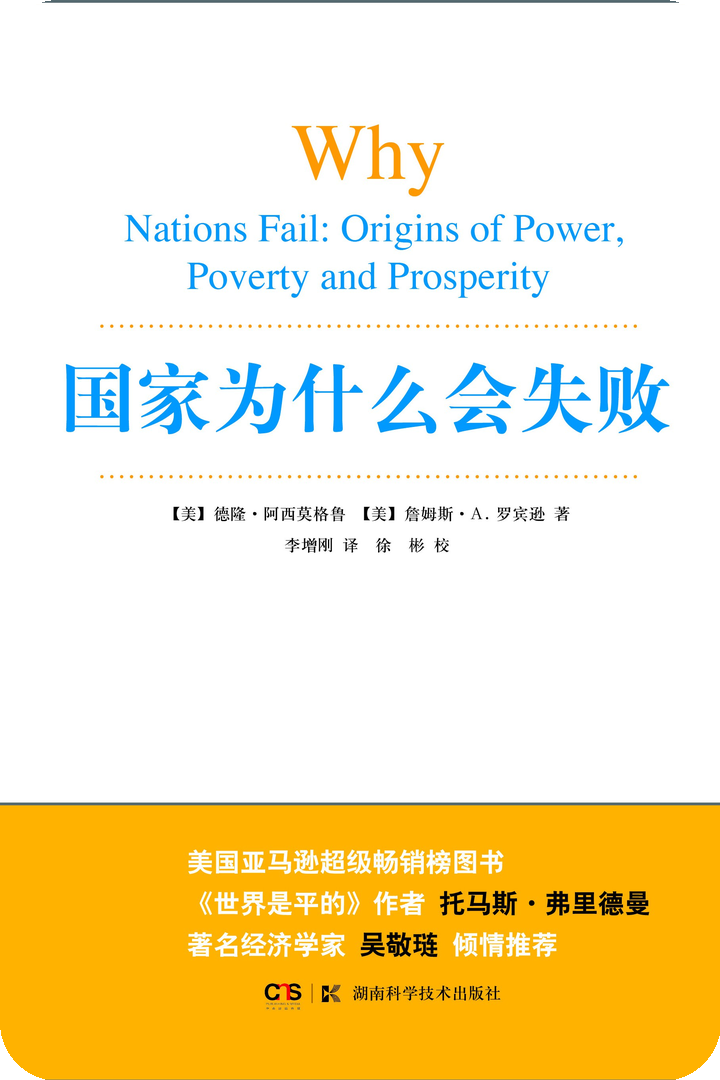 Why
Nations Fail: Origins of Power,
Poverty and Prosperity
国家为什么会失败
【美】德隆·阿西莫格鲁 【美】詹姆斯·A. 罗宾逊 著
李增刚 译 徐 彬 校
美国亚马逊超级畅销榜图书
《世界是平的》作者 托马斯·弗里德曼
著名经济学家 吴敬琏 倾情推荐
CNS 湖南科学技术出版社